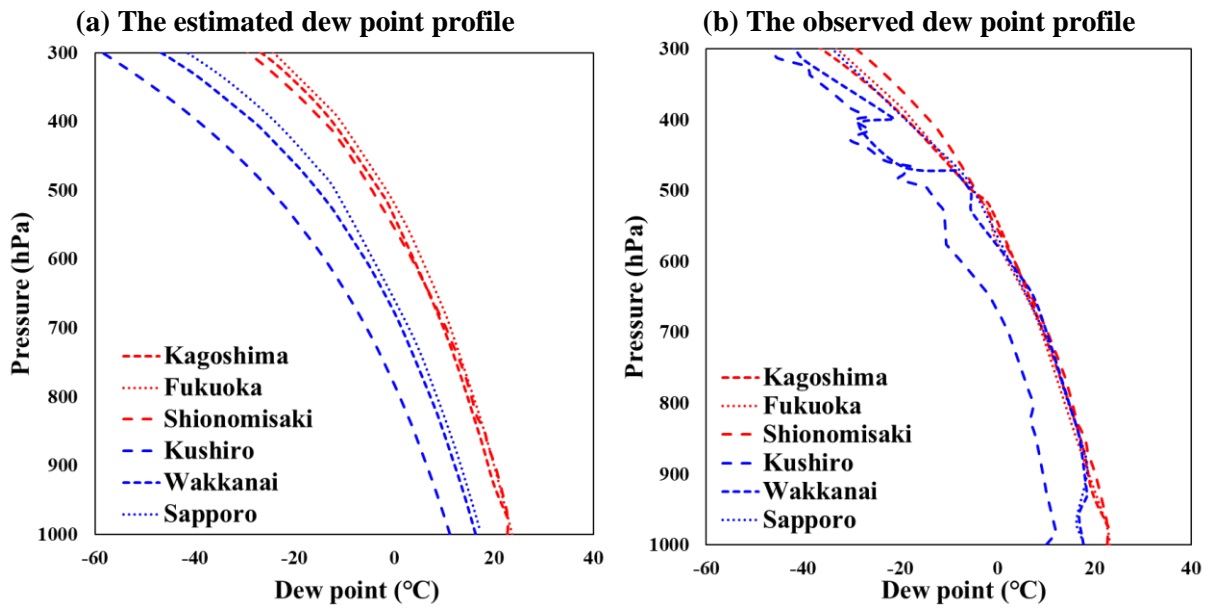 (a) The estimated dew point profile
300
400
500
600
700
800
900
1000
-60
-40
-20
0
20
40
Pressure (hPa)
Dew point (°C)
Kagoshima
Fukuoka
Shionomisaki
Kushiro
Wakkanai
Sapporo
(b) The observed dew point profile
300
400
500
600
700
800
900
1000
-60
-40
-20
0
20
40
Pressure (hPa)
Dew point (°C)
Kagoshima
Fukuoka
Shionomisaki
Kushiro
Wakkanai
Sapporo